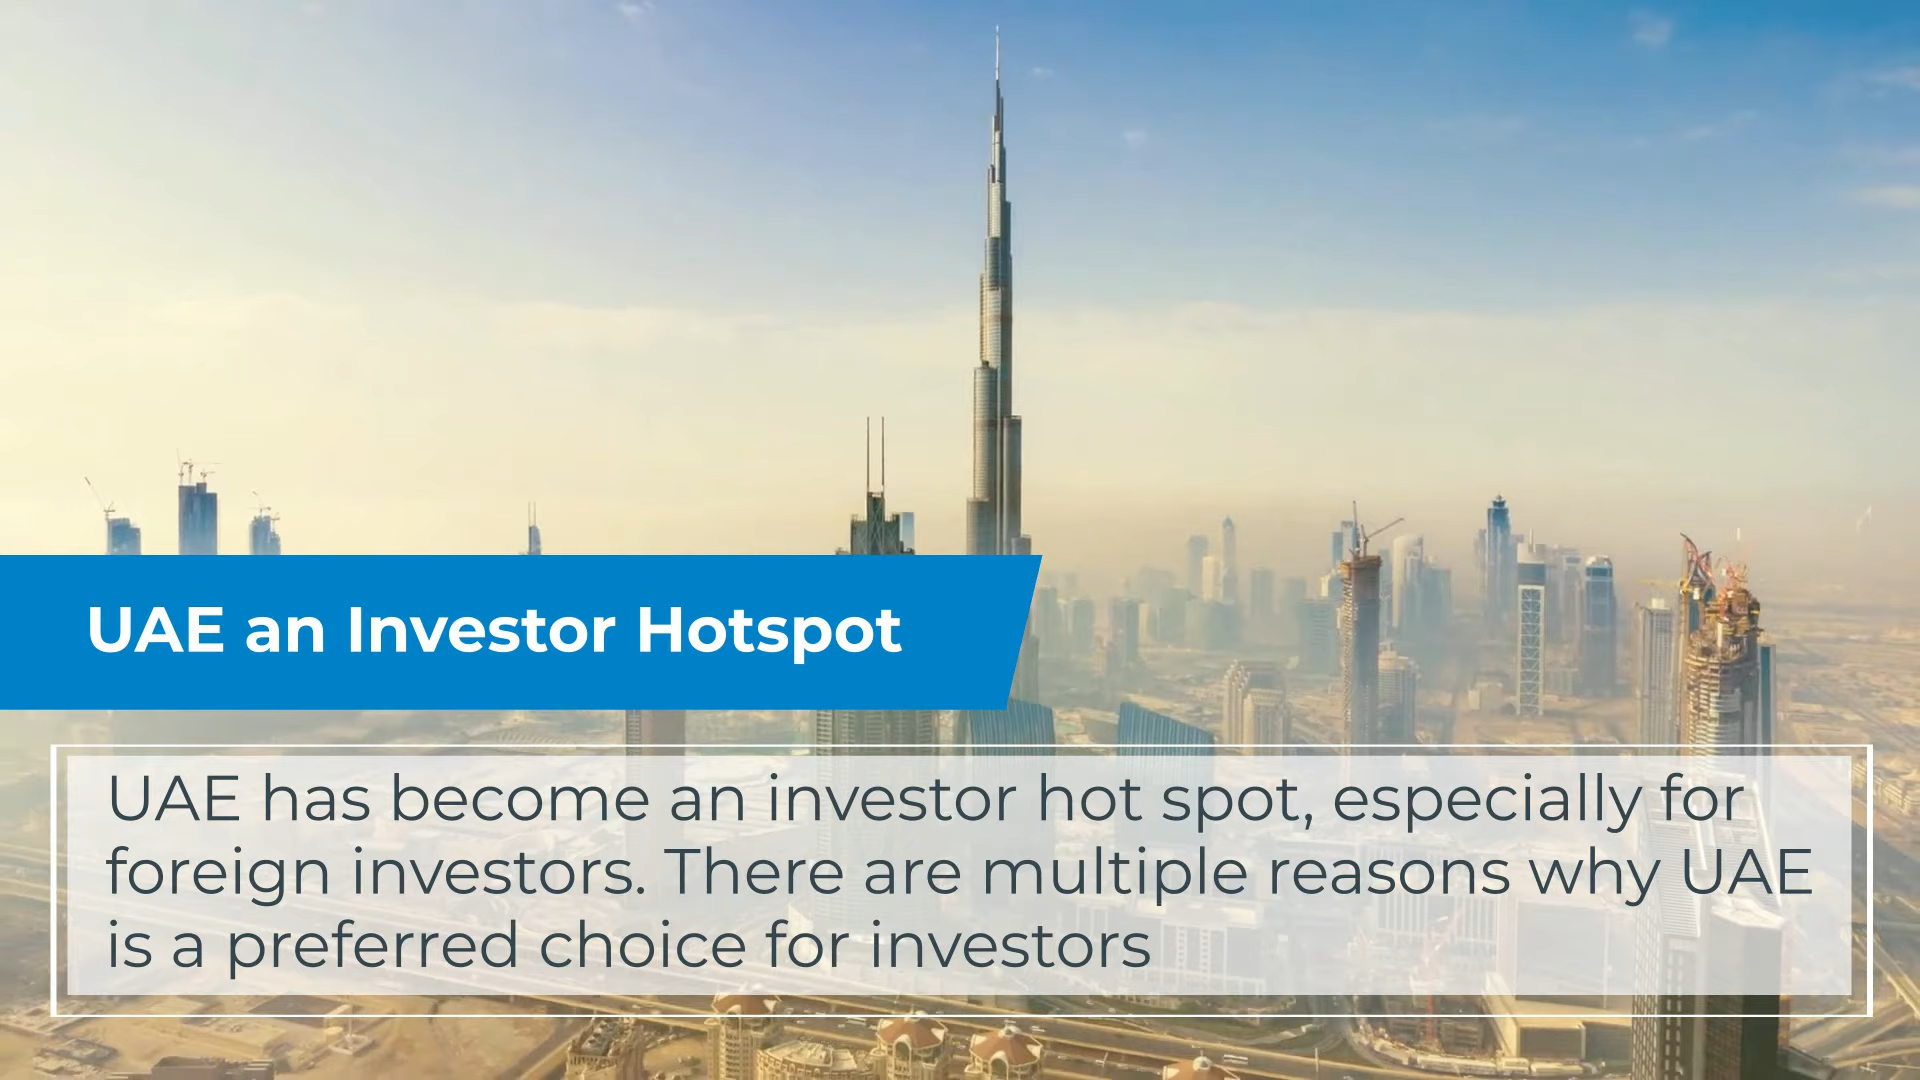 UAE an Investor Hotspot
UAE has become an investor hot spot, especially for
foreign investors. There are multiple reasons why UAE
is a preferred choice for investors